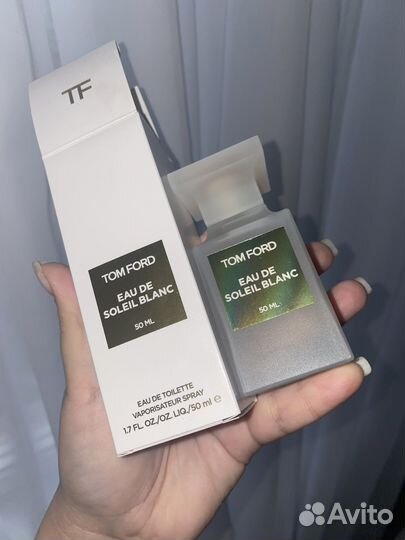 TF
TOM FORD
EAU DE
SOLEIL BLANC
50 ML
EAU DE TOILETTE
VAPORISATEUR SPRAY
1.7 FL. OZ./OZ. LIQ./50 ml e
TOM FORD
EAU DE
SOLEIL BLANC
50 ML
Avito